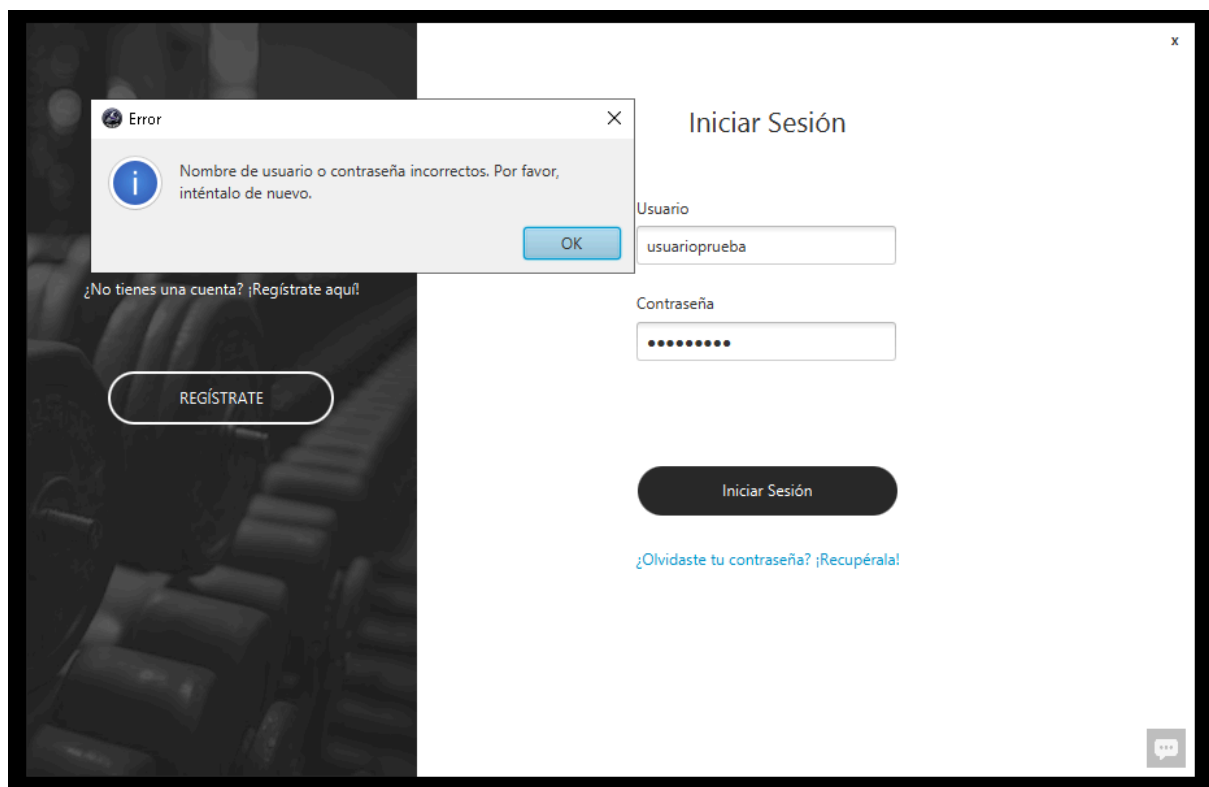 x
Error
Nombre de usuario o contraseña incorrectos. Por favor,
inténtalo de nuevo.
OK
¿No tienes una cuenta? ¡Regístrate aquí!
REGÍSTRATE
Iniciar Sesión
Usuario
usuarioprueba
Contraseña
Iniciar Sesión
¿Olvidaste tu contraseña? ¡Recupérala!